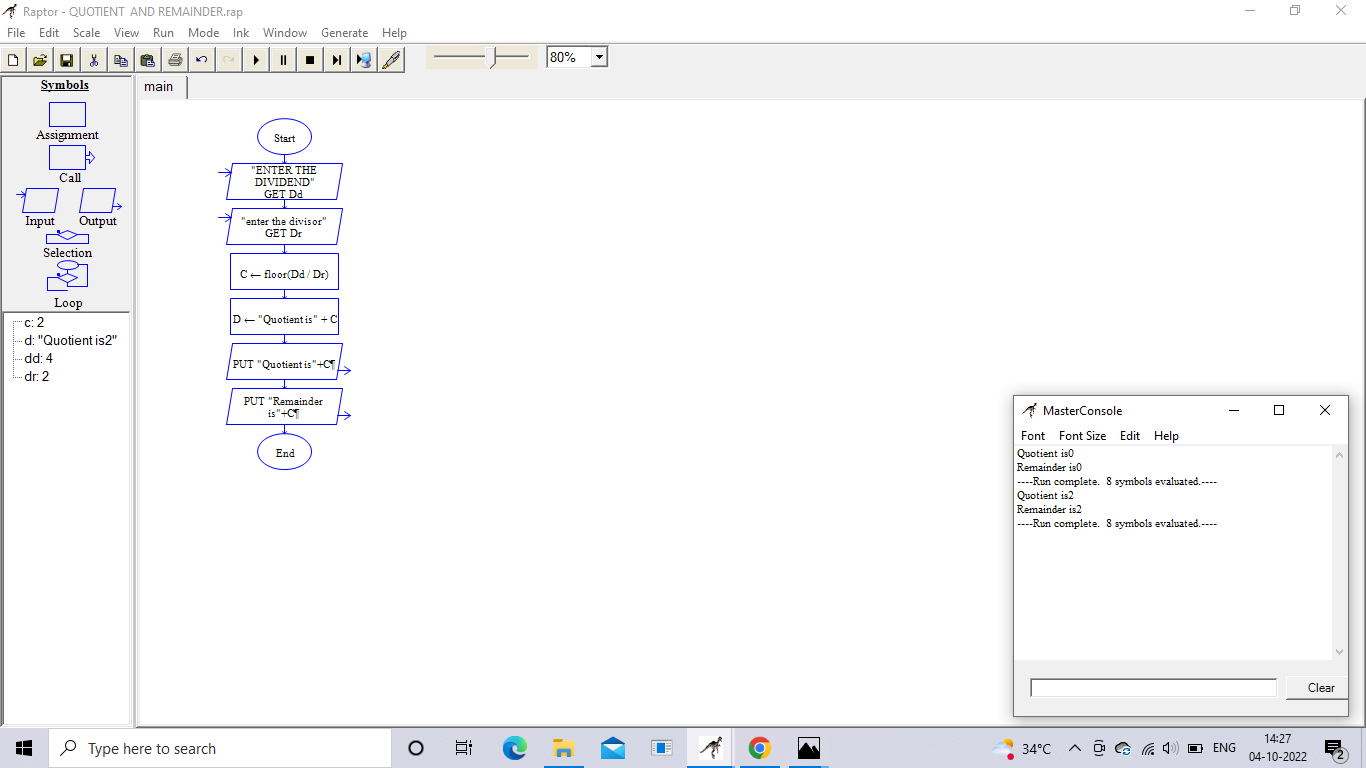 Raptor - QUOTIENT  AND REMAINDER.rap
File Edit Scale View Run Mode Ink Window Generate Help
80%
Symbols
Assignment
Call
Input Output
Selection
Loop
c: 2
d: "Quotient is2"
dd: 4
dr: 2
main
Start
"ENTER THE
DIVIDEND"
GET Dd
"enter the divisor"
GET Dr
C ← floor(Dd / Dr)
D ← "Quotient is" + C
PUT "Quotient is"+C¶
PUT "Remainder
is"+C¶
End
MasterConsole
Font Font Size Edit Help
Quotient is0
Remainder is0
----Run complete.  8 symbols evaluated.----
Quotient is2
Remainder is2
----Run complete.  8 symbols evaluated.----
Clear
Type here to search
34°C
ENG
14:27
04-10-2022
2